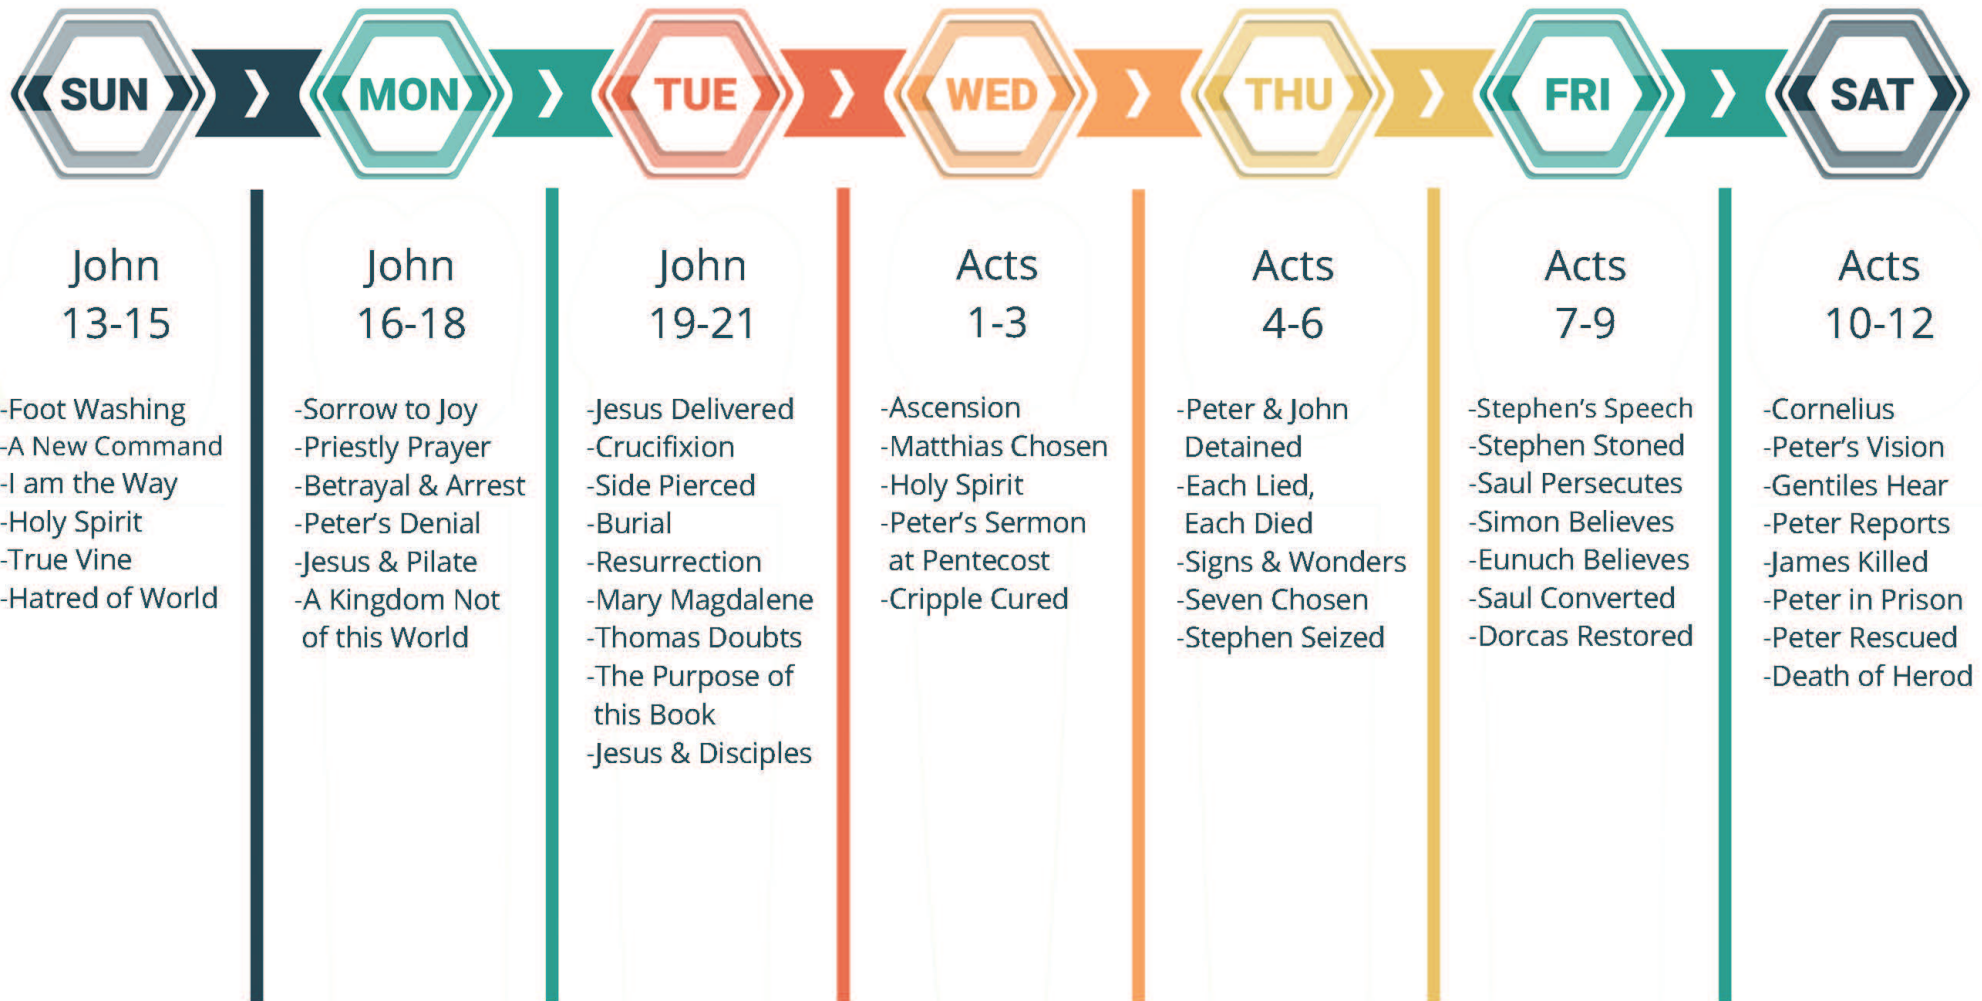 SUN
MON
TUE
WED
THU
FRI
SAT
John
13-15
-Foot Washing
-A New Command
-I am the Way
-Holy Spirit
-True Vine
-Hatred of World
John
16-18
-Sorrow to Joy
-Priestly Prayer
-Betrayal & Arrest
-Peter's Denial
-Jesus & Pilate
-A Kingdom Not
of this World
John
19-21
-Jesus Delivered
-Crucifixion
-Side Pierced
-Burial
-Resurrection
-Mary Magdalene
-Thomas Doubts
-The Purpose of
this Book
-Jesus & Disciples
Acts
1-3
-Ascension
-Matthias Chosen
-Holy Spirit
-Peter's Sermon
at Pentecost
-Cripple Cured
Acts
4-6
-Peter & John
Detained
-Each Lied,
Each Died
-Signs & Wonders
-Seven Chosen
-Stephen Seized
Acts
7-9
-Stephen's Speech
-Stephen Stoned
-Saul Persecutes
-Simon Believes
-Eunuch Believes
-Saul Converted
-Dorcas Restored
Acts
10-12
-Cornelius
-Peter's Vision
-Gentiles Hear
-Peter Reports
-James Killed
-Peter in Prison
-Peter Rescued
-Death of Herod